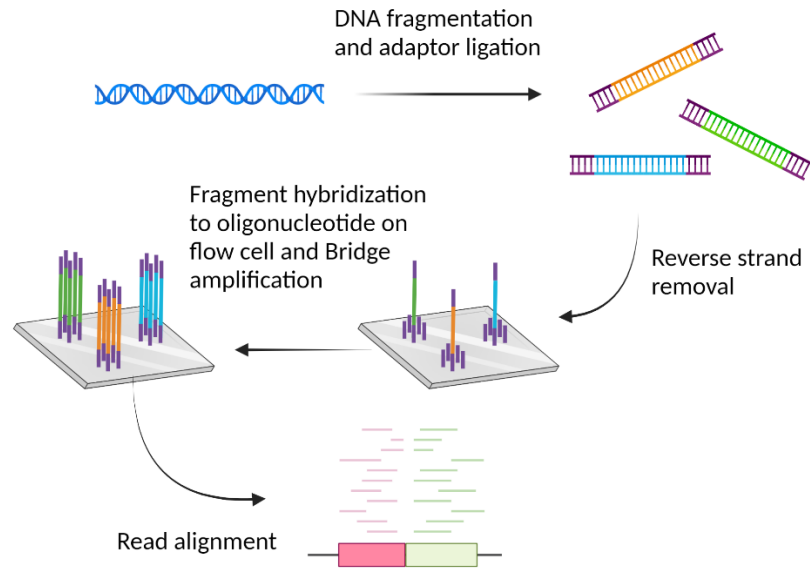 DNA fragmentation
and adaptor ligation
Fragment hybridization
to oligonucleotide on
flow cell and Bridge
amplification
Reverse strand
removal
Read alignment